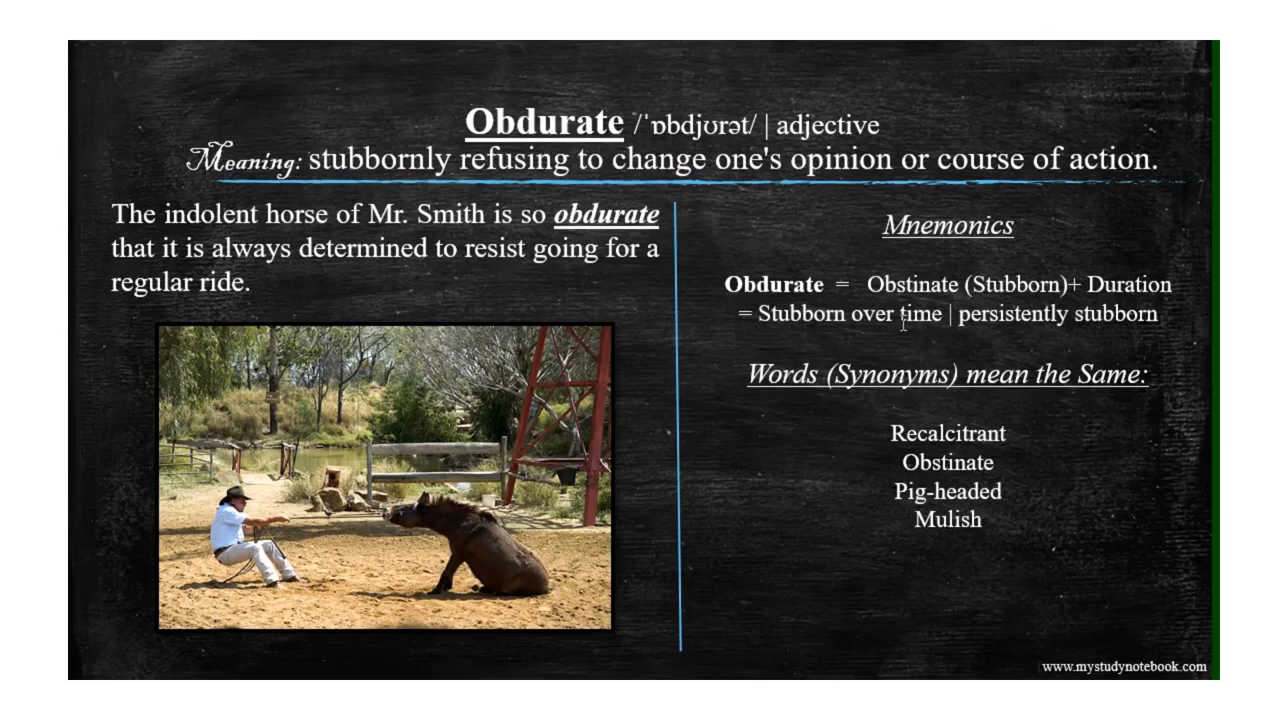 Obdurate /ˈɒbdjʊrət/ | adjective
Meaning: stubbornly refusing to change one's opinion or course of action.
The indolent horse of Mr. Smith is so obdurate
that it is always determined to resist going for a
regular ride.
Mnemonics
Obdurate = Obstinate (Stubborn)+ Duration
= Stubborn over time | persistently stubborn
Words (Synonyms) mean the Same:
Recalcitrant
Obstinate
Pig-headed
Mulish
www.mystudynotebook.com